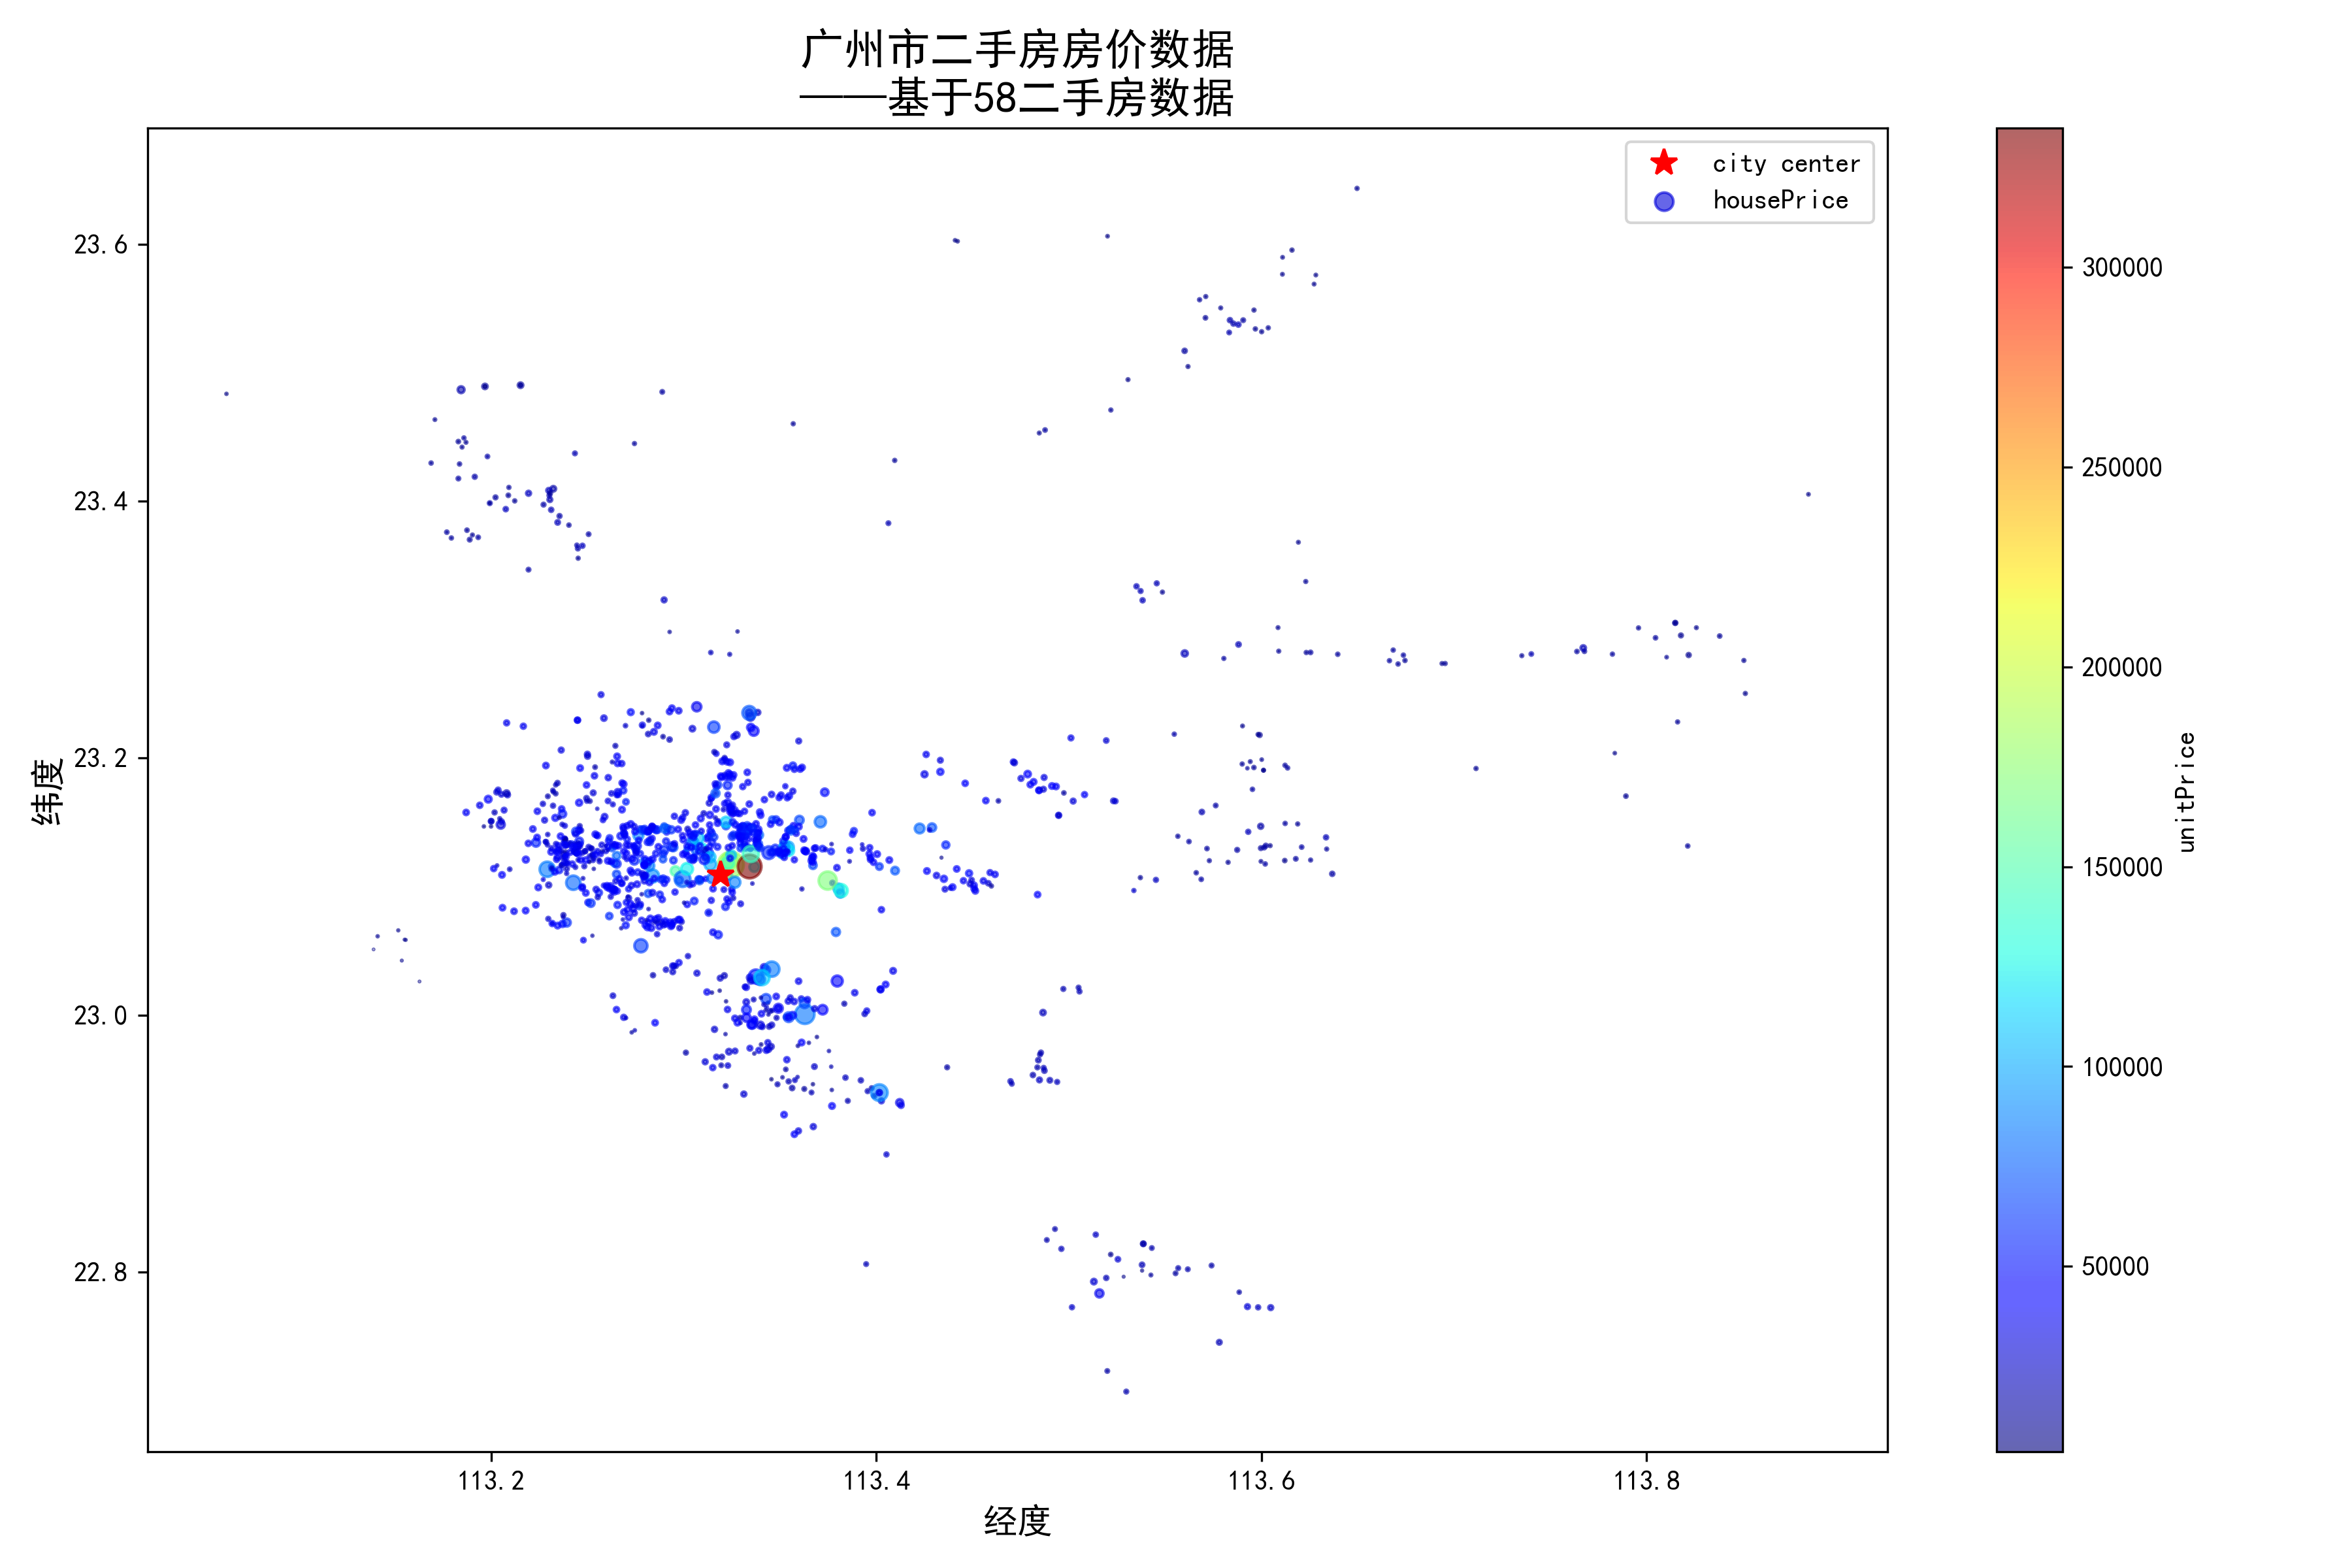 广州市二手房房价数据
——基于58二手房数据
city center
housePrice
23.6
23.4
23.2
23.0
22.8
纬度
113.2
113.4
113.6
113.8
经度
300000
250000
200000
150000
100000
50000
unitPrice